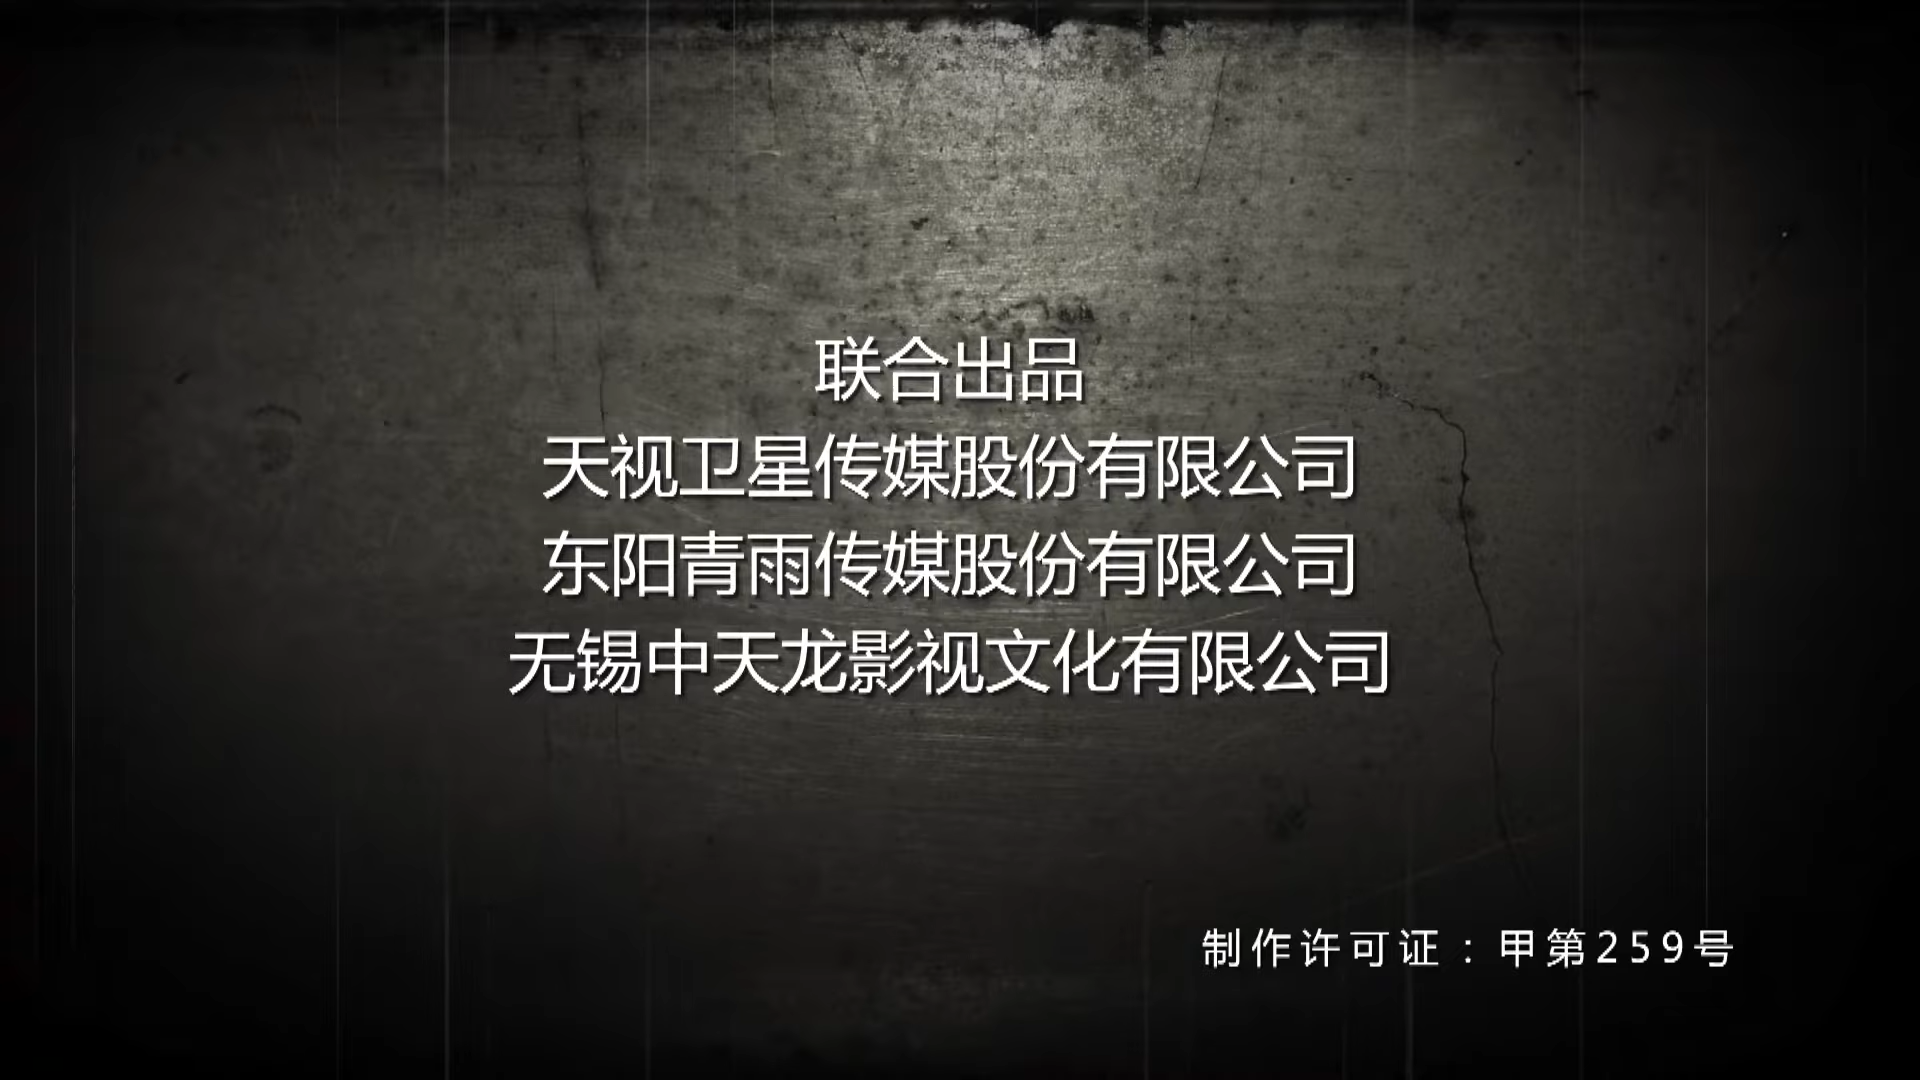 联合出品
天视卫星传媒股份有限公司
东阳青雨传媒股份有限公司
无锡中天龙影视文化有限公司
制作许可证：甲第259号